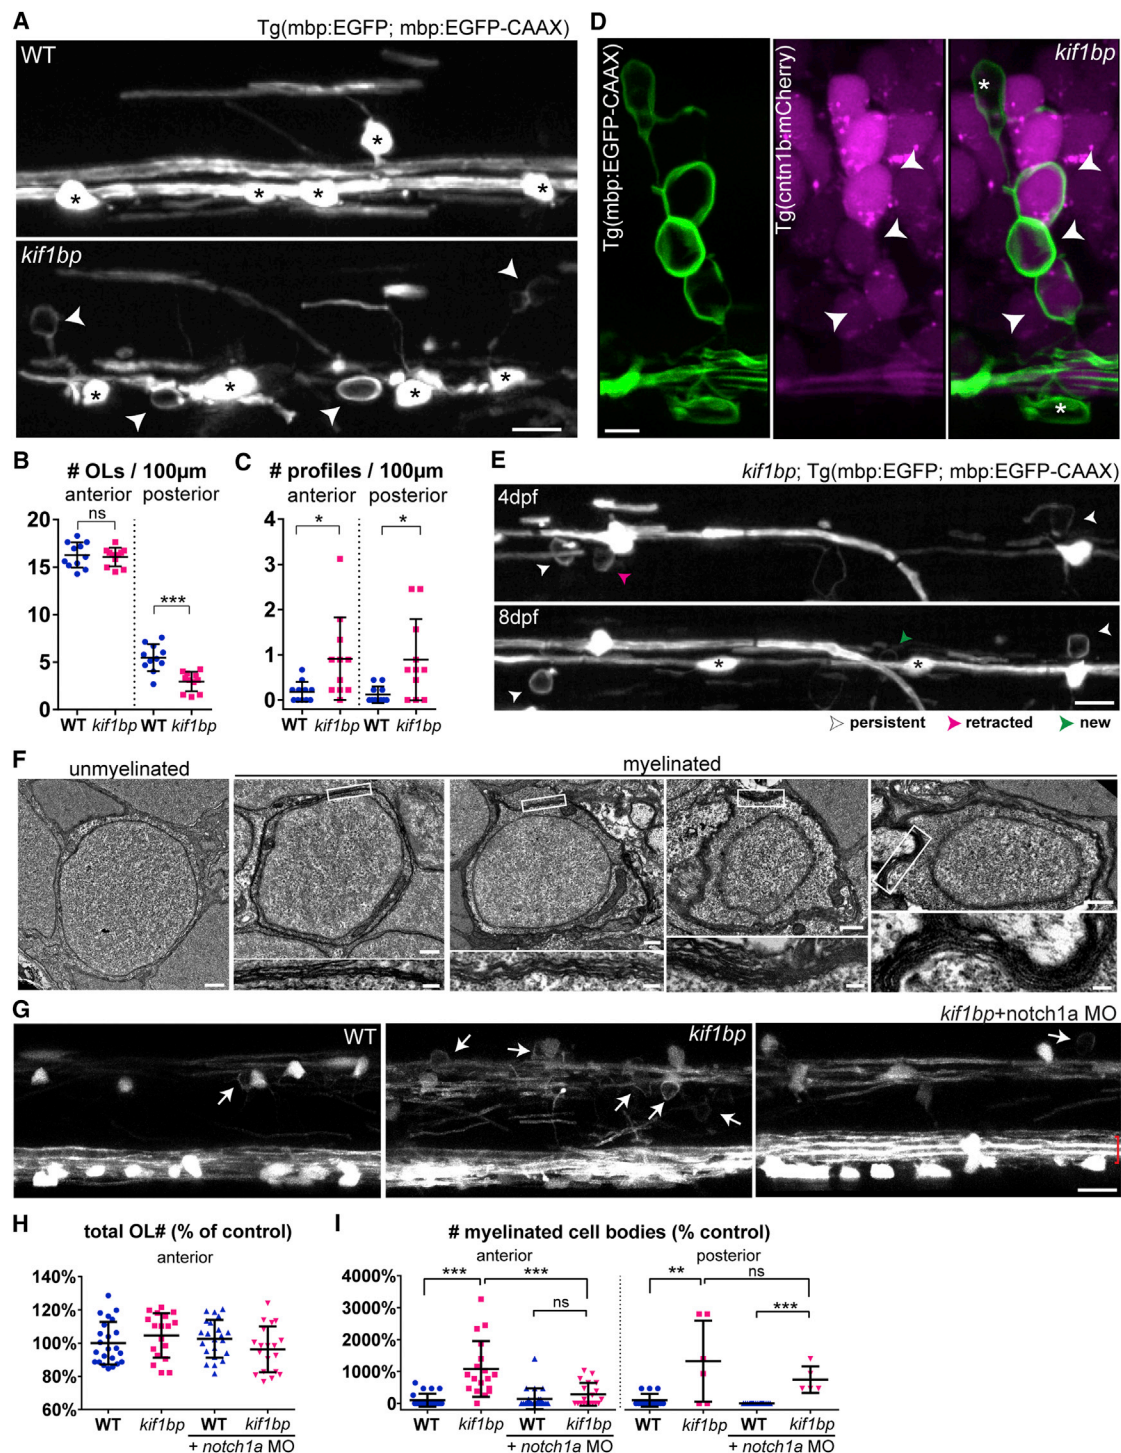 A
Tg(mbp:EGFP; mbp:EGFP-CAAX)
WT
*
*
*
*
*
kif1bp
*
*
*
*
D
Tg(mbp:EGFP-CAAX)
Tg(cntn1b:mCherry)
kif1bp
*
*
B
# OLs / 100µm
anterior posterior
ns
***
20
15
10
5
0
WT kif1bp WT kif1bp
C
# profiles / 100µm
anterior posterior
*
*
4
3
2
1
0
WT kif1bp WT kif1bp
E
kif1bp; Tg(mbp:EGFP; mbp:EGFP-CAAX)
4dpf
8dpf
*
*
persistent retracted new
F
unmyelinated myelinated
G
WT
kif1bp
kif1bp+notch1a MO
H
total OL# (% of control)
anterior
140%
120%
100%
80%
60%
WT kif1bp WT kif1bp
+ notch1a MO
I
# myelinated cell bodies (% control)
anterior posterior
*** ***
ns
** ns
***
4000%
3000%
2000%
1000%
0
WT kif1bp WT kif1bp WT kif1bp WT kif1bp
+ notch1a MO + notch1a MO